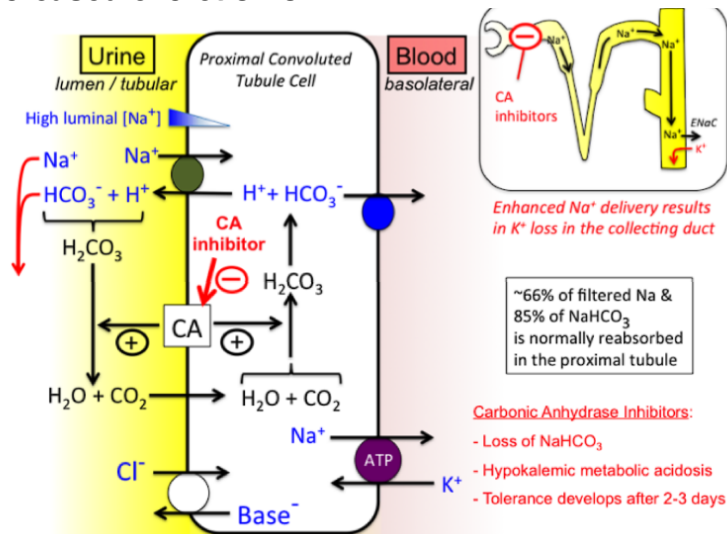 Urine
lumen / tubular
Proximal Convoluted
Tubule Cell
Blood
basolateral
High luminal [Na⁺]
Na⁺
Na⁺
HCO₃⁻ + H⁺
H⁺ + HCO₃⁻
H₂CO₃
CA
inhibitor
H₂CO₃
CA
H₂O + CO₂
H₂O + CO₂
Na⁺
ATP
K⁺
Cl⁻
Base⁻
Na⁺
Na⁺
Na⁺
CA
inhibitors
Na⁺
ENaC
K⁺
Enhanced Na⁺ delivery results
in K⁺ loss in the collecting duct
~66% of filtered Na &
85% of NaHCO₃
is normally reabsorbed
in the proximal tubule
Carbonic Anhydrase Inhibitors:
- Loss of NaHCO₃
- Hypokalemic metabolic acidosis
- Tolerance develops after 2-3 days